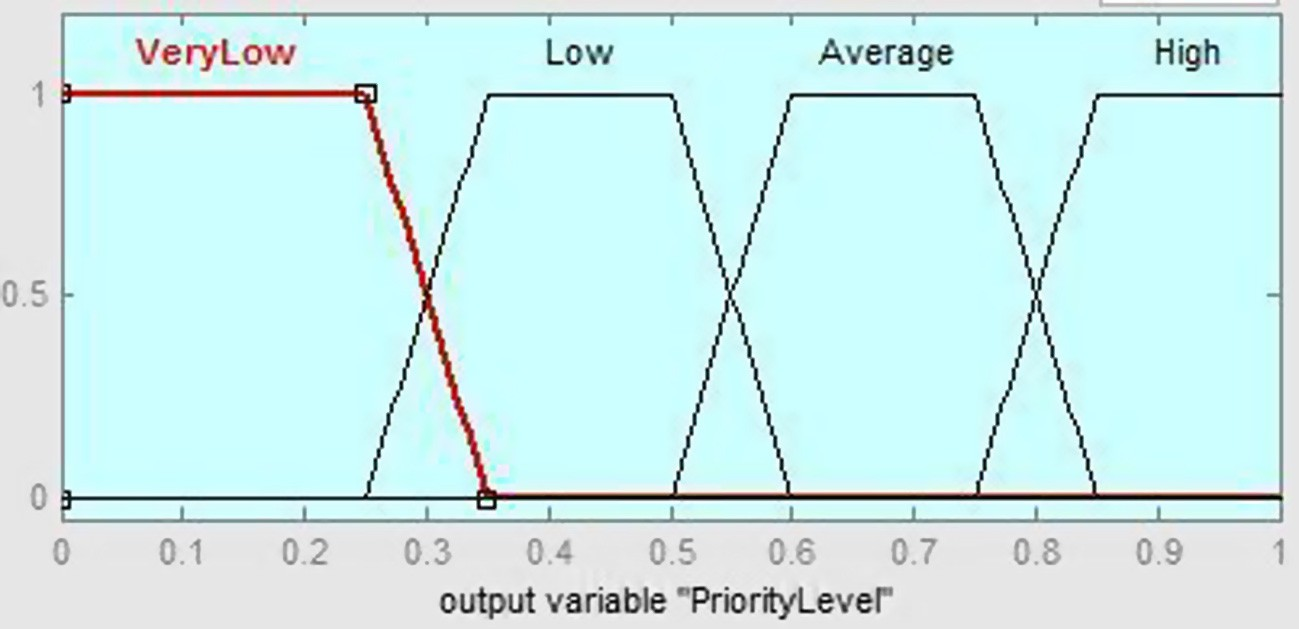 VeryLow Low Average High
1
0.5
0
0 0.1 0.2 0.3 0.4 0.5 0.6 0.7 0.8 0.9 1
output variable "PriorityLevel"